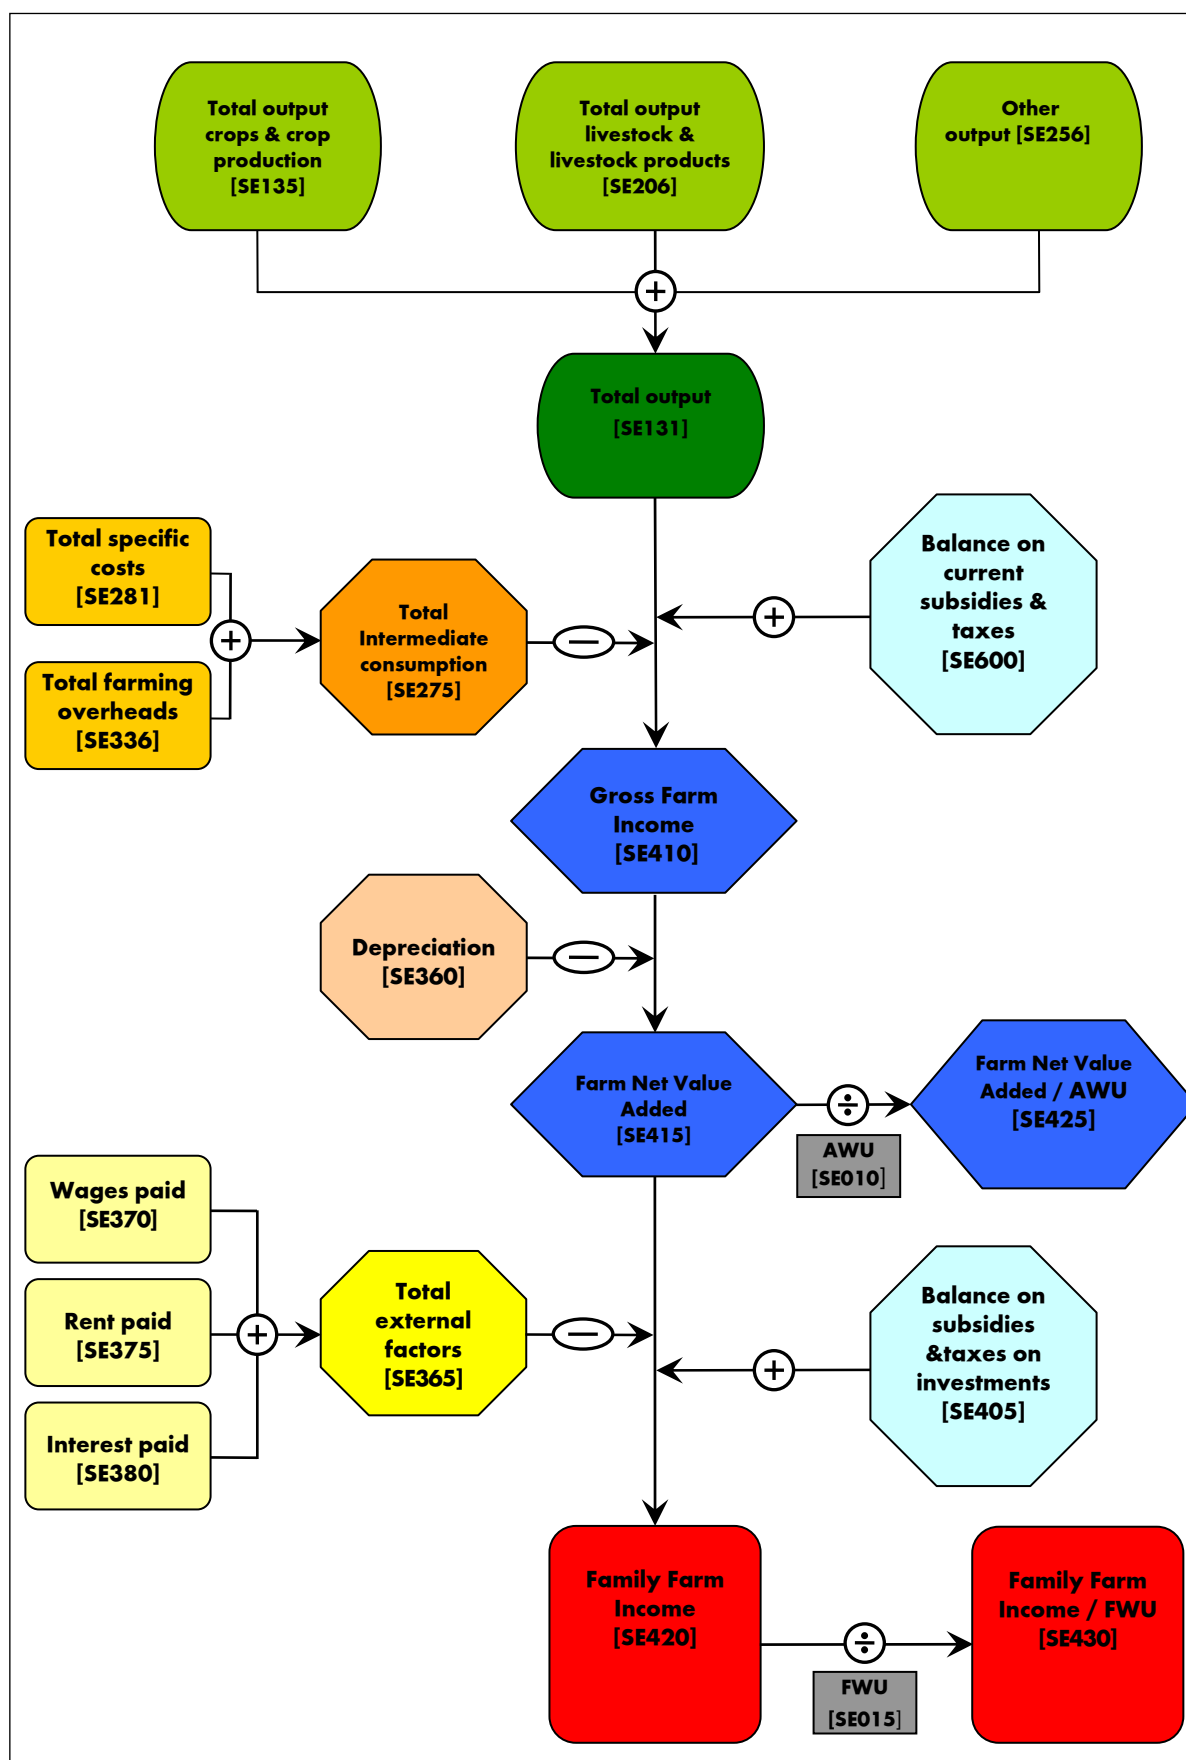 Total output
crops & crop
production
[SE135]
Total output
livestock &
livestock products
[SE206]
Other
output [SE256]
+
Total output
[SE131]
Total specific
costs
[SE281]
+
Total farming
overheads
[SE336]
Total
Intermediate
consumption
[SE275]
−
+
Balance on
current
subsidies &
taxes
[SE600]
Gross Farm
Income
[SE410]
Depreciation
[SE360]
−
Farm Net Value
Added
[SE415]
÷
AWU
[SE010]
Farm Net Value
Added / AWU
[SE425]
Wages paid
[SE370]
Rent paid
[SE375]
Interest paid
[SE380]
+
Total
external
factors
[SE365]
−
+
Balance on
subsidies
&taxes on
investments
[SE405]
Family Farm
Income
[SE420]
÷
FWU
[SE015]
Family Farm
Income / FWU
[SE430]